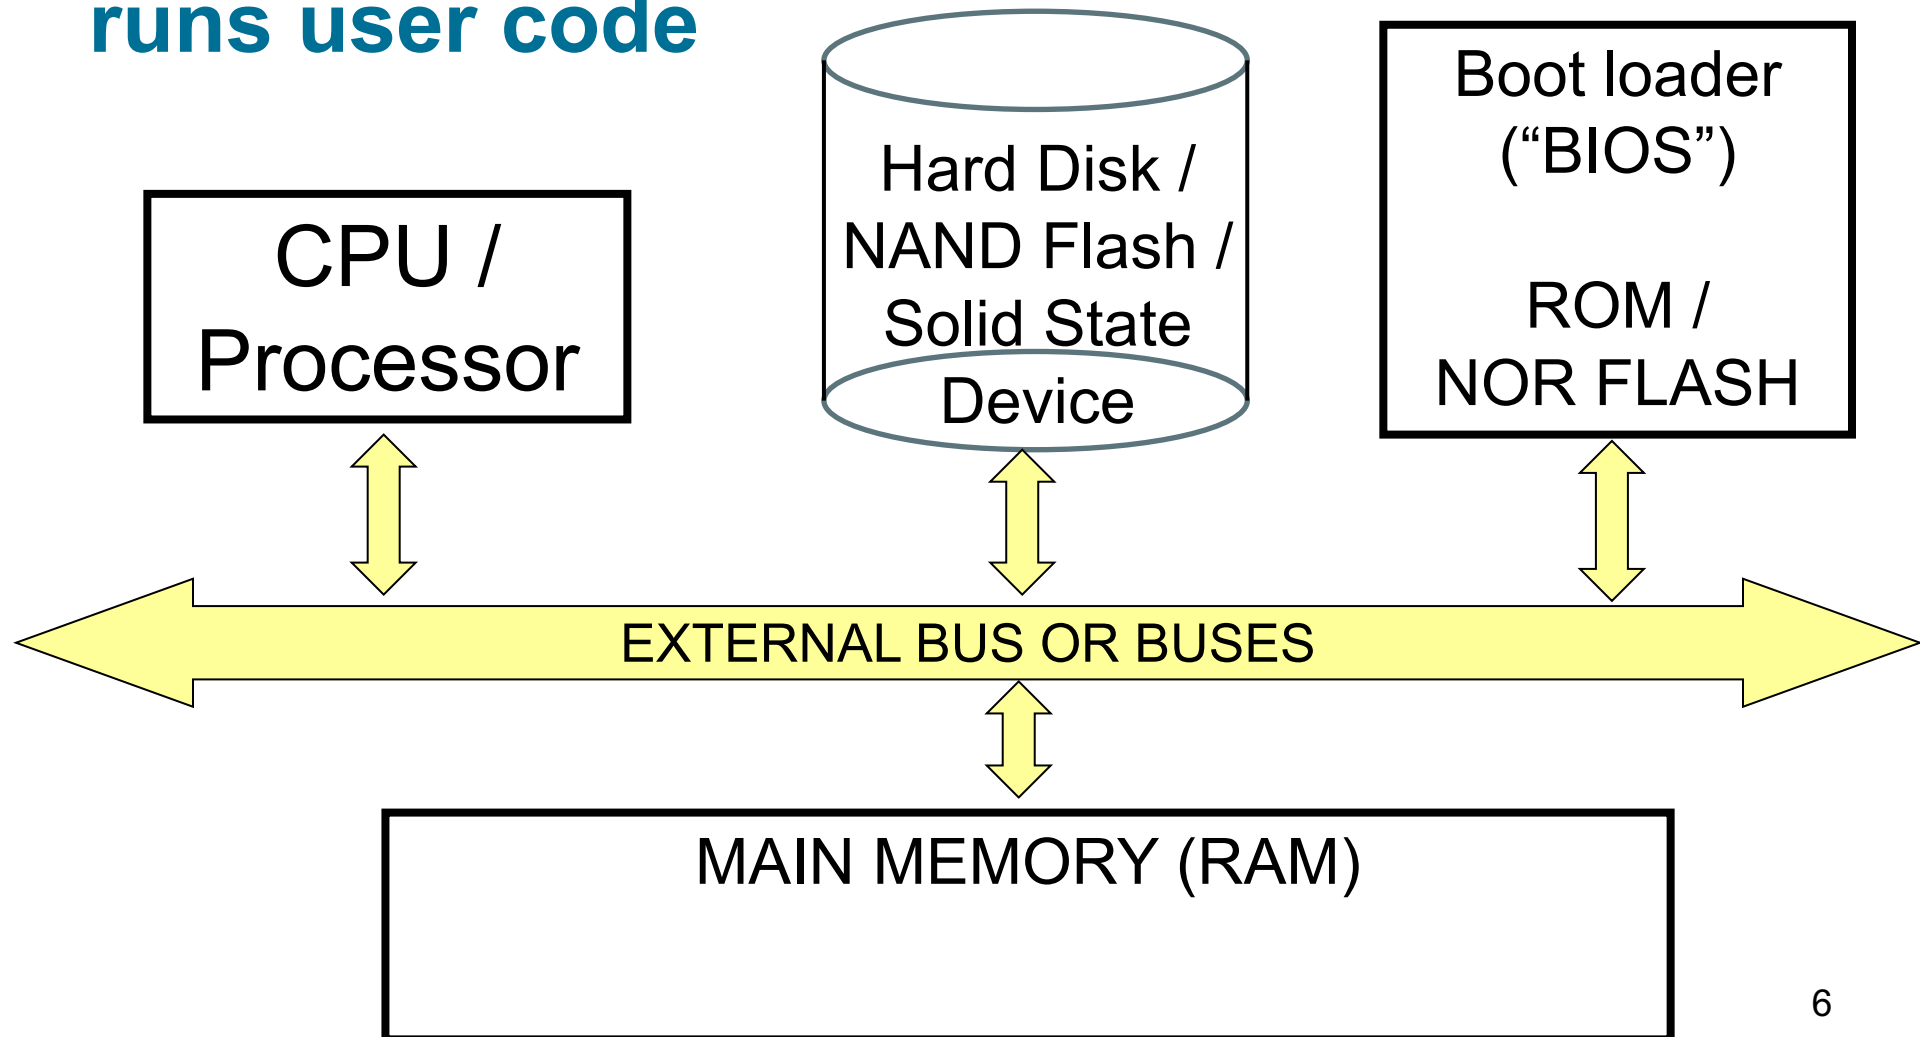 runs user code
CPU /
Processor
Hard Disk /
NAND Flash /
Solid State
Device
Boot loader
(“BIOS”)
ROM /
NOR FLASH
EXTERNAL BUS OR BUSES
MAIN MEMORY (RAM)
6